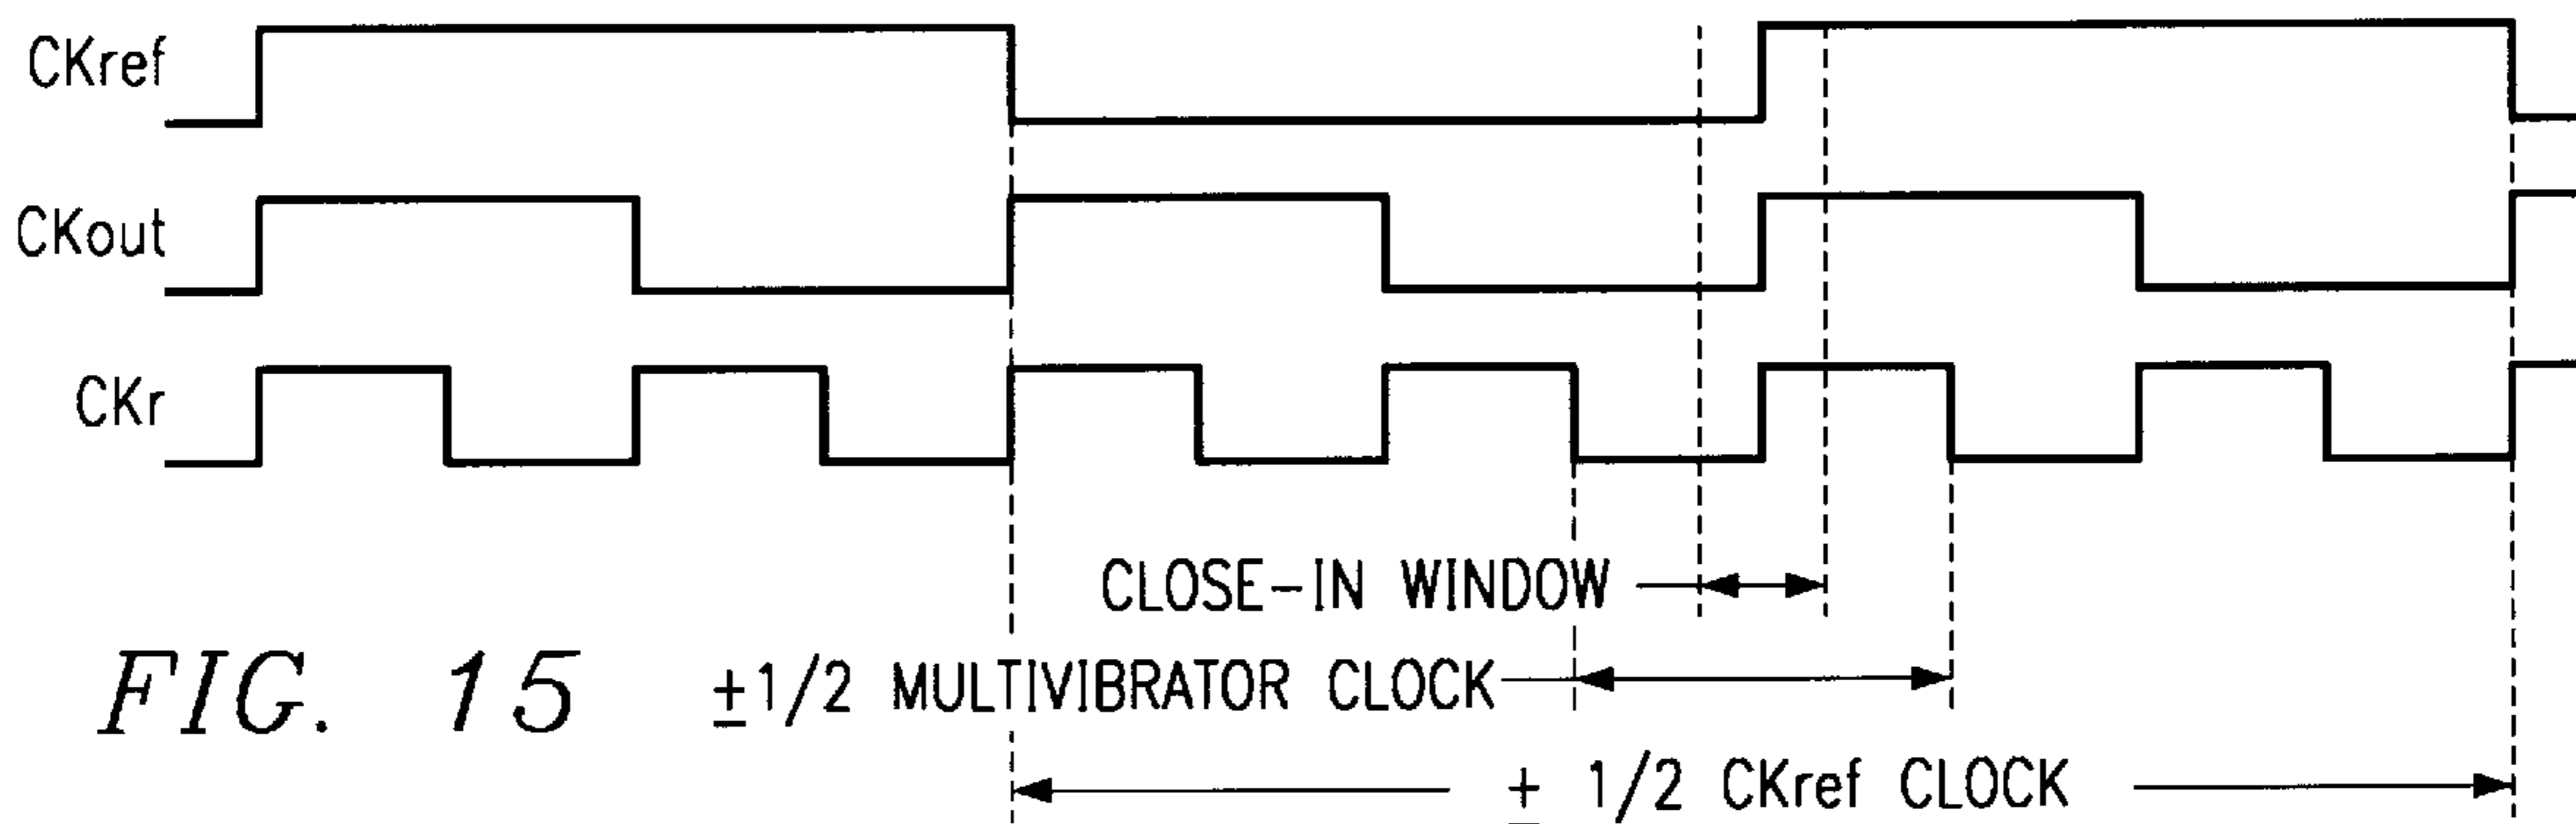 CKref
CKout
CKr
CLOSE-IN WINDOW
FIG. 15
±1/2 MULTIVIBRATOR CLOCK
± 1/2 CKref CLOCK